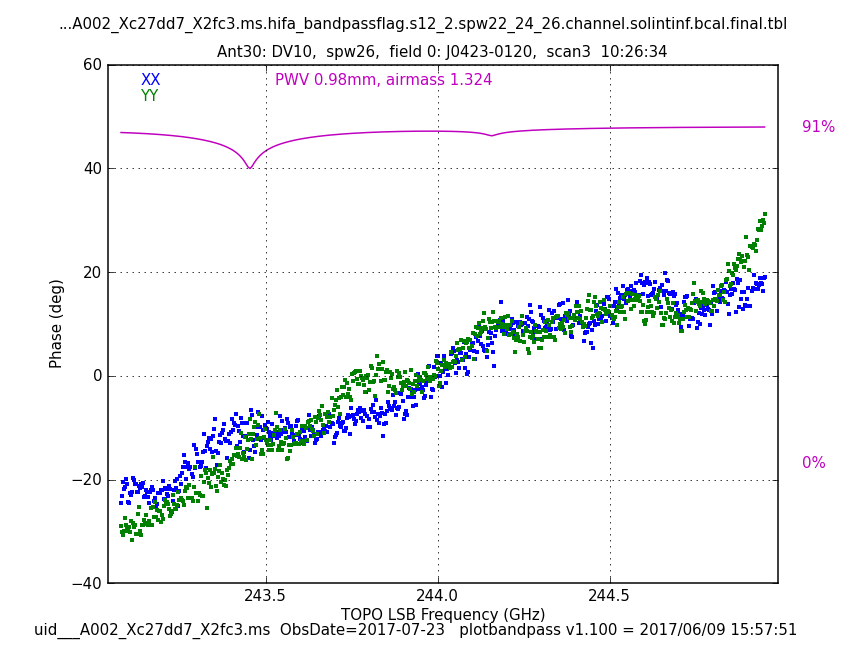 ...A002_Xc27dd7_X2fc3.ms.hifa_bandpassflag.s12_2.spw22_24_26.channel.solintinf.bcal.final.tbl
Ant30: DV10,  spw26,  field 0: J0423-0120,  scan3  10:26:34
60
XX
PWV 0.98mm, airmass 1.324
YY
91%
40
20
Phase (deg)
0
0%
−20
−40
243.5
244.0
244.5
TOPO LSB Frequency (GHz)
uid___A002_Xc27dd7_X2fc3.ms  ObsDate=2017-07-23   plotbandpass v1.100 = 2017/06/09 15:57:51